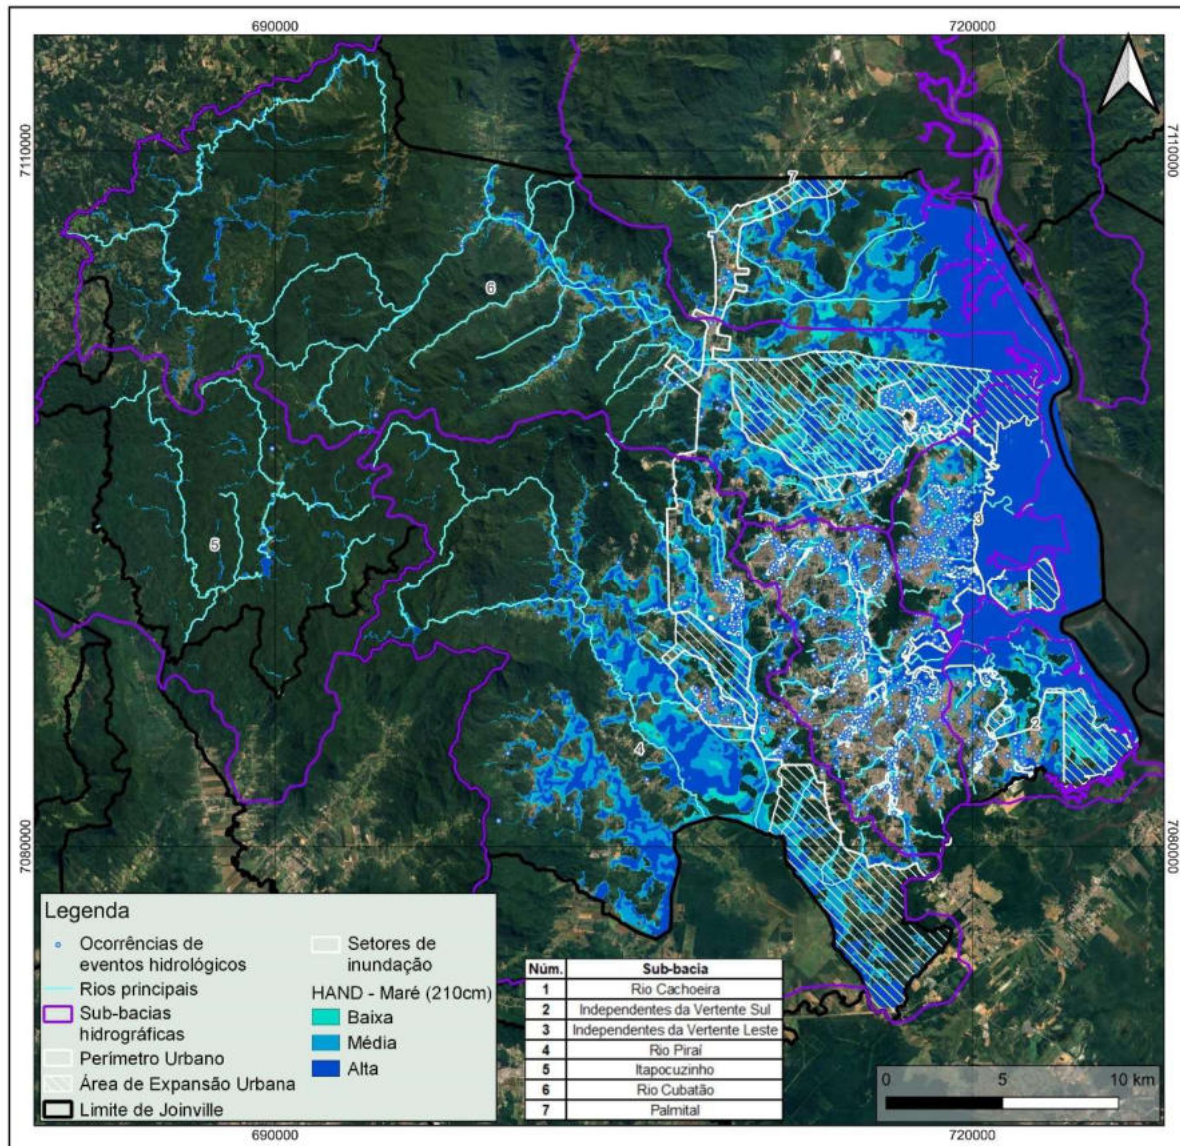 690000
720000
7110000
7110000
7
6
3
5
1
2
4
7080000
7080000
Legenda
Ocorrências de
eventos hidrológicos
Rios principais
Sub-bacias
hidrográficas
Perímetro Urbano
Área de Expansão Urbana
Limite de Joinville
Setores de
inundação
HAND - Maré (210cm)
Baixa
Média
Alta
Núm. Sub-bacia
1 Rio Cachoeira
2 Independentes da Vertente Sul
3 Independentes da Vertente Leste
4 Rio Piraí
5 Itapocuzinho
6 Rio Cubatão
7 Palmital
0 5 10 km
690000
720000